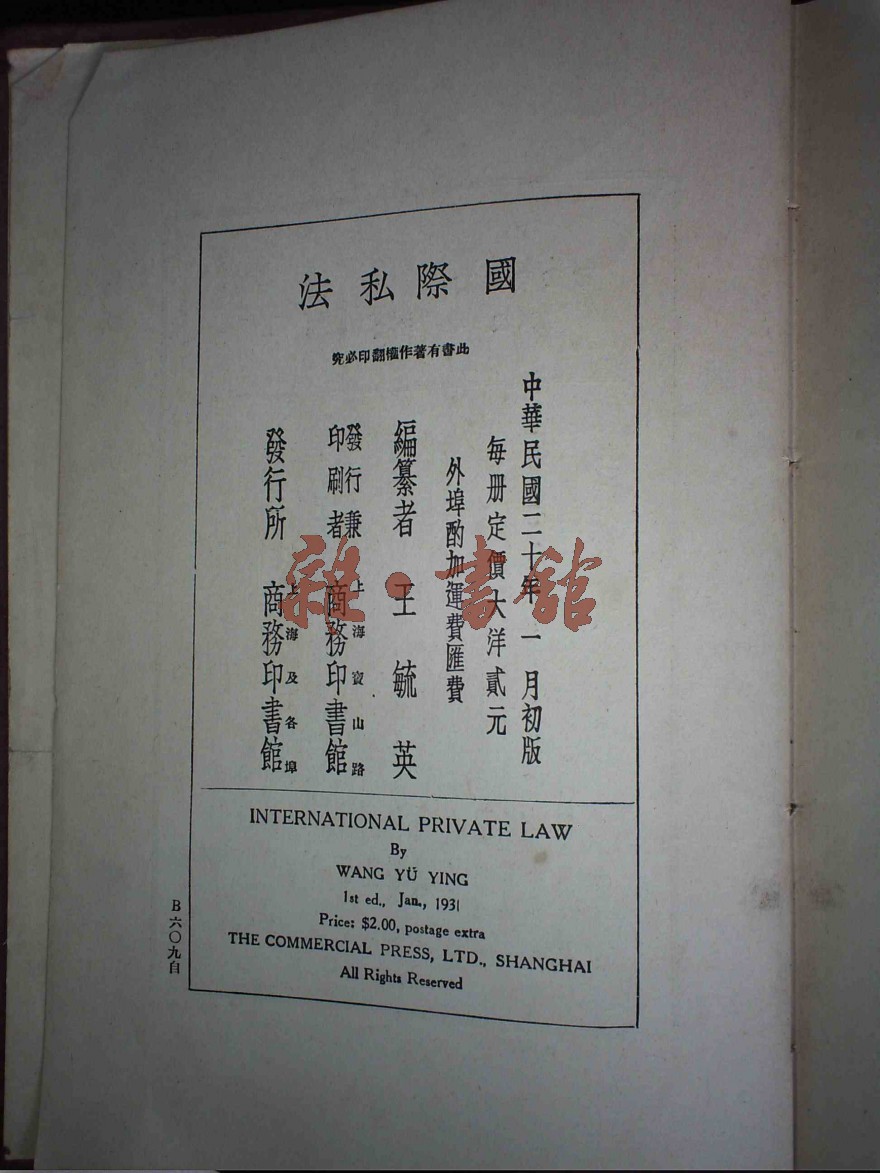 國際私法
此書有著作權翻印必究
中華民國二十年一月初版
每册定價大洋貳元
外埠酌加運費匯費
編纂者 王毓英
發行兼印刷者 上海寶山路 商務印書館
發行所 上海及各埠 商務印書館
INTERNATIONAL PRIVATE LAW
By
WANG YÜ YING
1st ed., Jan., 1931
Price: $2.00, postage extra
THE COMMERCIAL PRESS, LTD., SHANGHAI
All Rights Reserved
B六〇九自
雜·書館